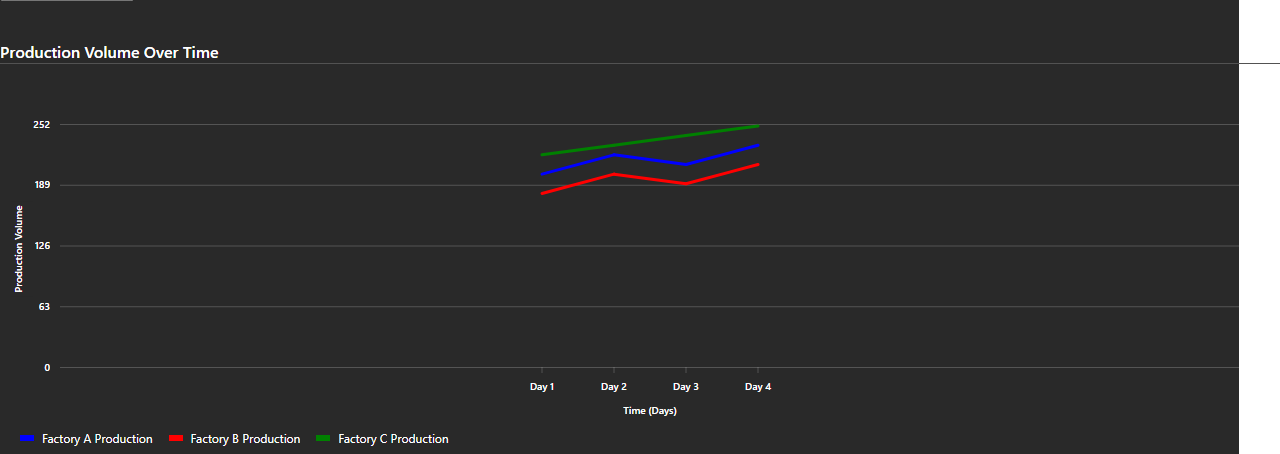 Production Volume Over Time
252
189
126
63
0
Production Volume
Day 1 Day 2 Day 3 Day 4
Time (Days)
Factory A Production Factory B Production Factory C Production